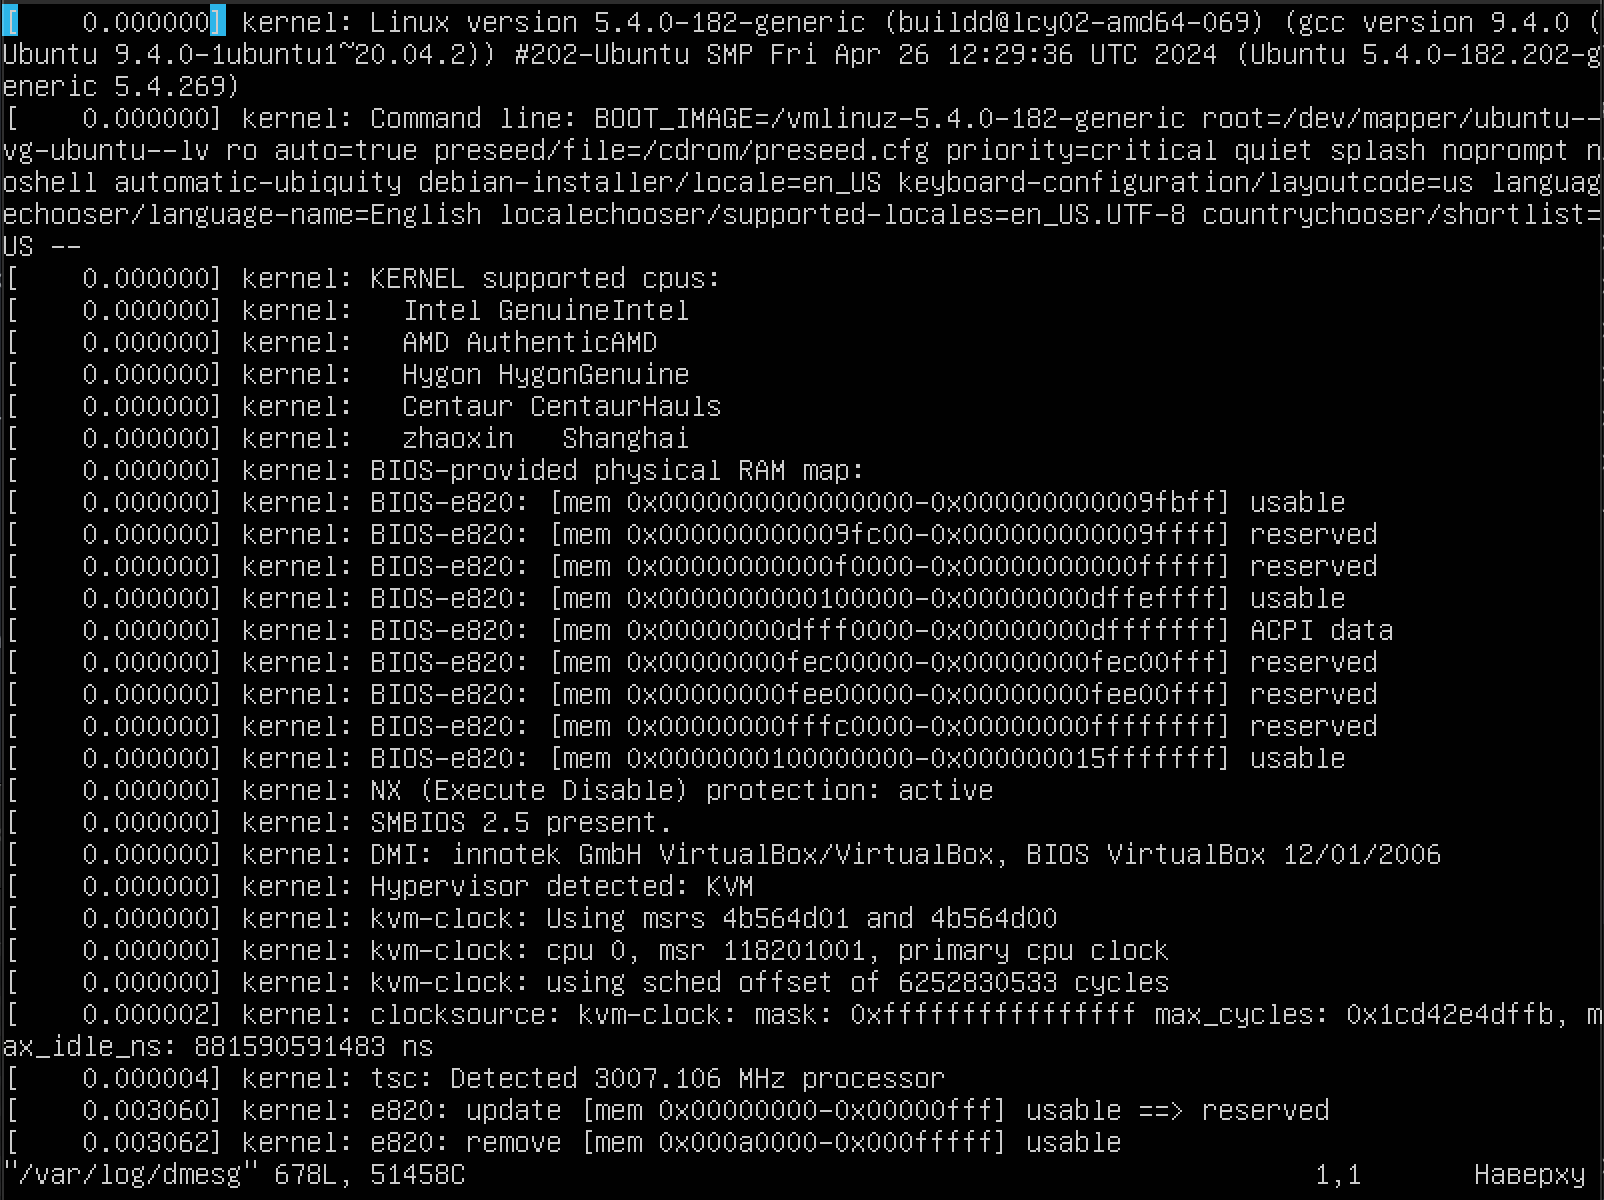 [    0.000000] kernel: Linux version 5.4.0-182-generic (buildd@lcy02-amd64-069) (gcc version 9.4.0 (
Ubuntu 9.4.0-1ubuntu1~20.04.2)) #202-Ubuntu SMP Fri Apr 26 12:29:36 UTC 2024 (Ubuntu 5.4.0-182.202-g
eneric 5.4.269)
[    0.000000] kernel: Command line: BOOT_IMAGE=/vmlinuz-5.4.0-182-generic root=/dev/mapper/ubuntu--
vg-ubuntu--lv ro auto=true preseed/file=/cdrom/preseed.cfg priority=critical quiet splash noprompt n
oshell automatic-ubiquity debian-installer/locale=en_US keyboard-configuration/layoutcode=us languag
echooser/language-name=English localechooser/supported-locales=en_US.UTF-8 countrychooser/shortlist=
US --
[    0.000000] kernel: KERNEL supported cpus:
[    0.000000] kernel:   Intel GenuineIntel
[    0.000000] kernel:   AMD AuthenticAMD
[    0.000000] kernel:   Hygon HygonGenuine
[    0.000000] kernel:   Centaur CentaurHauls
[    0.000000] kernel:   zhaoxin   Shanghai
[    0.000000] kernel: BIOS-provided physical RAM map:
[    0.000000] kernel: BIOS-e820: [mem 0x0000000000000000-0x000000000009fbff] usable
[    0.000000] kernel: BIOS-e820: [mem 0x000000000009fc00-0x000000000009ffff] reserved
[    0.000000] kernel: BIOS-e820: [mem 0x00000000000f0000-0x00000000000fffff] reserved
[    0.000000] kernel: BIOS-e820: [mem 0x0000000000100000-0x00000000dffeffff] usable
[    0.000000] kernel: BIOS-e820: [mem 0x00000000dfff0000-0x00000000dfffffff] ACPI data
[    0.000000] kernel: BIOS-e820: [mem 0x00000000fec00000-0x00000000fec00fff] reserved
[    0.000000] kernel: BIOS-e820: [mem 0x00000000fee00000-0x00000000fee00fff] reserved
[    0.000000] kernel: BIOS-e820: [mem 0x00000000fffc0000-0x00000000ffffffff] reserved
[    0.000000] kernel: BIOS-e820: [mem 0x0000000100000000-0x000000015fffffff] usable
[    0.000000] kernel: NX (Execute Disable) protection: active
[    0.000000] kernel: SMBIOS 2.5 present.
[    0.000000] kernel: DMI: innotek GmbH VirtualBox/VirtualBox, BIOS VirtualBox 12/01/2006
[    0.000000] kernel: Hypervisor detected: KVM
[    0.000000] kernel: kvm-clock: Using msrs 4b564d01 and 4b564d00
[    0.000000] kernel: kvm-clock: cpu 0, msr 118201001, primary cpu clock
[    0.000000] kernel: kvm-clock: using sched offset of 6252830533 cycles
[    0.000002] kernel: clocksource: kvm-clock: mask: 0xffffffffffffffff max_cycles: 0x1cd42e4dffb, m
ax_idle_ns: 881590591483 ns
[    0.000004] kernel: tsc: Detected 3007.106 MHz processor
[    0.003060] kernel: e820: update [mem 0x00000000-0x00000fff] usable ==> reserved
[    0.003062] kernel: e820: remove [mem 0x000a0000-0x000fffff] usable
"/var/log/dmesg" 678L, 51458C                                                     1,1       Наверху